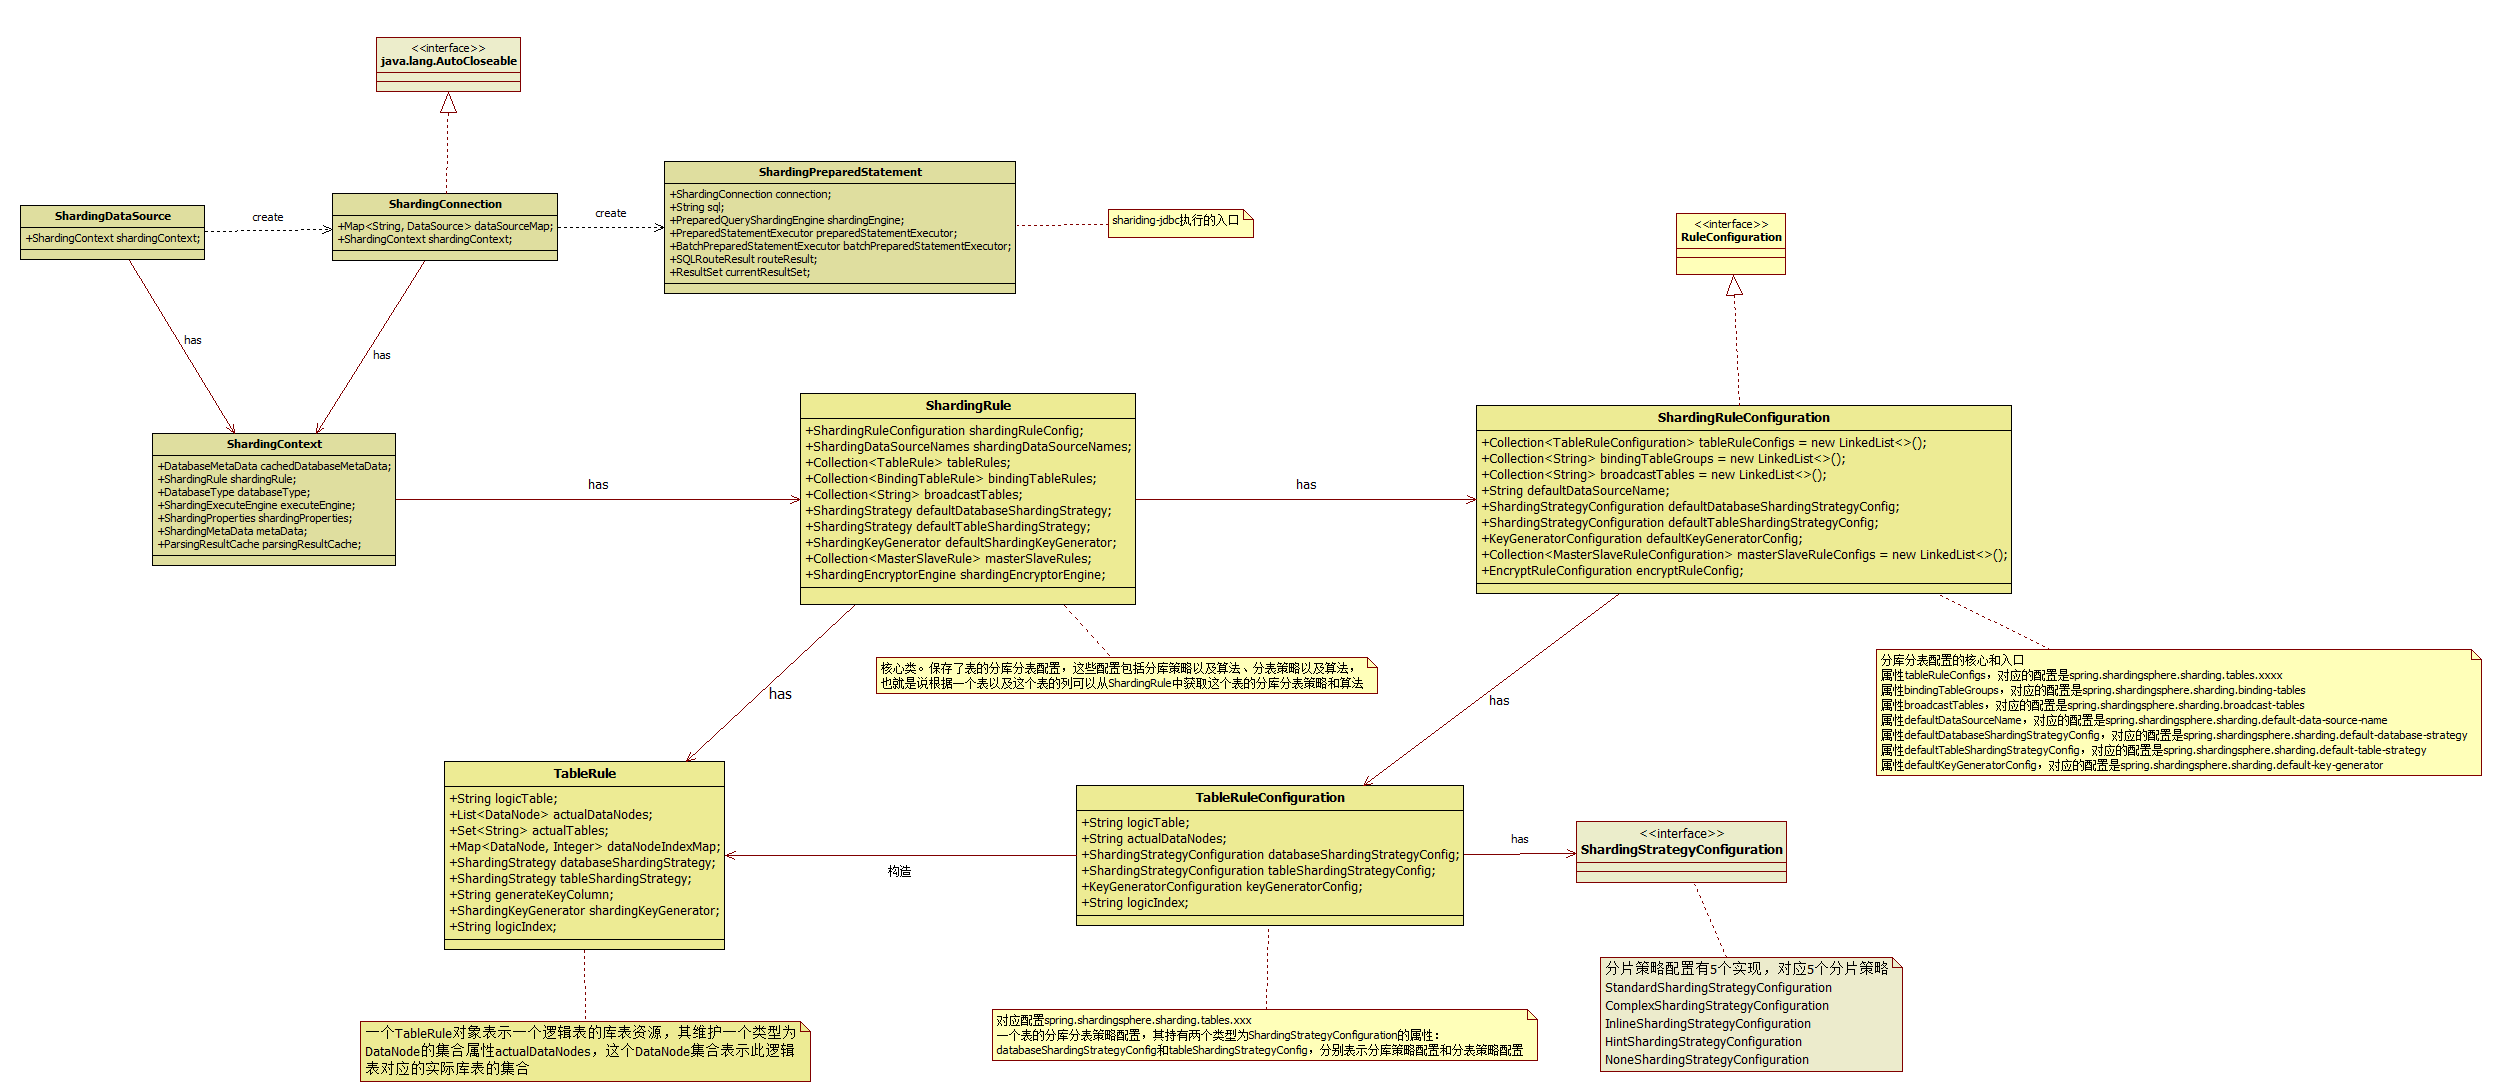 <<interface>>
java.lang.AutoCloseable
ShardingDataSource
+ShardingContext shardingContext;
create
ShardingConnection
+Map<String, DataSource> dataSourceMap;
+ShardingContext shardingContext;
create
ShardingPreparedStatement
+ShardingConnection connection;
+String sql;
+PreparedQueryShardingEngine shardingEngine;
+PreparedStatementExecutor preparedStatementExecutor;
+BatchPreparedStatementExecutor batchPreparedStatementExecutor;
+SQLRouteResult routeResult;
+ResultSet currentResultSet;
shariding-jdbc执行的入口
<<interface>>
RuleConfiguration
has
has
ShardingContext
+DatabaseMetaData cachedDatabaseMetaData;
+ShardingRule shardingRule;
+DatabaseType databaseType;
+ShardingExecuteEngine executeEngine;
+ShardingProperties shardingProperties;
+ShardingMetaData metaData;
+ParsingResultCache parsingResultCache;
has
ShardingRule
+ShardingRuleConfiguration shardingRuleConfig;
+ShardingDataSourceNames shardingDataSourceNames;
+Collection<TableRule> tableRules;
+Collection<BindingTableRule> bindingTableRules;
+Collection<String> broadcastTables;
+ShardingStrategy defaultDatabaseShardingStrategy;
+ShardingStrategy defaultTableShardingStrategy;
+ShardingKeyGenerator defaultShardingKeyGenerator;
+Collection<MasterSlaveRule> masterSlaveRules;
+ShardingEncryptorEngine shardingEncryptorEngine;
has
ShardingRuleConfiguration
+Collection<TableRuleConfiguration> tableRuleConfigs = new LinkedList<>();
+Collection<String> bindingTableGroups = new LinkedList<>();
+Collection<String> broadcastTables = new LinkedList<>();
+String defaultDataSourceName;
+ShardingStrategyConfiguration defaultDatabaseShardingStrategyConfig;
+ShardingStrategyConfiguration defaultTableShardingStrategyConfig;
+KeyGeneratorConfiguration defaultKeyGeneratorConfig;
+Collection<MasterSlaveRuleConfiguration> masterSlaveRuleConfigs = new LinkedList<>();
+EncryptRuleConfiguration encryptRuleConfig;
核心类。保存了表的分库分表配置，这些配置包括分库策略以及算法、分表策略以及算法，
也就是说根据一个表以及这个表的列可以从ShardingRule中获取这个表的分库分表策略和算法
分库分表配置的核心和入口
属性tableRuleConfigs，对应的配置是spring.shardingsphere.sharding.tables.xxxx
属性bindingTableGroups，对应的配置是spring.shardingsphere.sharding.binding-tables
属性broadcastTables，对应的配置是spring.shardingsphere.sharding.broadcast-tables
属性defaultDataSourceName，对应的配置是spring.shardingsphere.sharding.default-data-source-name
属性defaultDatabaseShardingStrategyConfig，对应的配置是spring.shardingsphere.sharding.default-database-strategy
属性defaultTableShardingStrategyConfig，对应的配置是spring.shardingsphere.sharding.default-table-strategy
属性defaultKeyGeneratorConfig，对应的配置是spring.shardingsphere.sharding.default-key-generator
has
has
TableRule
+String logicTable;
+List<DataNode> actualDataNodes;
+Set<String> actualTables;
+Map<DataNode, Integer> dataNodeIndexMap;
+ShardingStrategy databaseShardingStrategy;
+ShardingStrategy tableShardingStrategy;
+String generateKeyColumn;
+ShardingKeyGenerator shardingKeyGenerator;
+String logicIndex;
构造
TableRuleConfiguration
+String logicTable;
+String actualDataNodes;
+ShardingStrategyConfiguration databaseShardingStrategyConfig;
+ShardingStrategyConfiguration tableShardingStrategyConfig;
+KeyGeneratorConfiguration keyGeneratorConfig;
+String logicIndex;
has
<<interface>>
ShardingStrategyConfiguration
一个TableRule对象表示一个逻辑表的库表资源，其维护一个类型为
DataNode的集合属性actualDataNodes，这个DataNode集合表示此逻辑
表对应的实际库表的集合
对应配置spring.shardingsphere.sharding.tables.xxx
一个表的分库分表策略配置，其持有两个类型为ShardingStrategyConfiguration的属性：
databaseShardingStrategyConfig和tableShardingStrategyConfig，分别表示分库策略配置和分表策略配置
分片策略配置有5个实现，对应5个分片策略
StandardShardingStrategyConfiguration
ComplexShardingStrategyConfiguration
InlineShardingStrategyConfiguration
HintShardingStrategyConfiguration
NoneShardingStrategyConfiguration